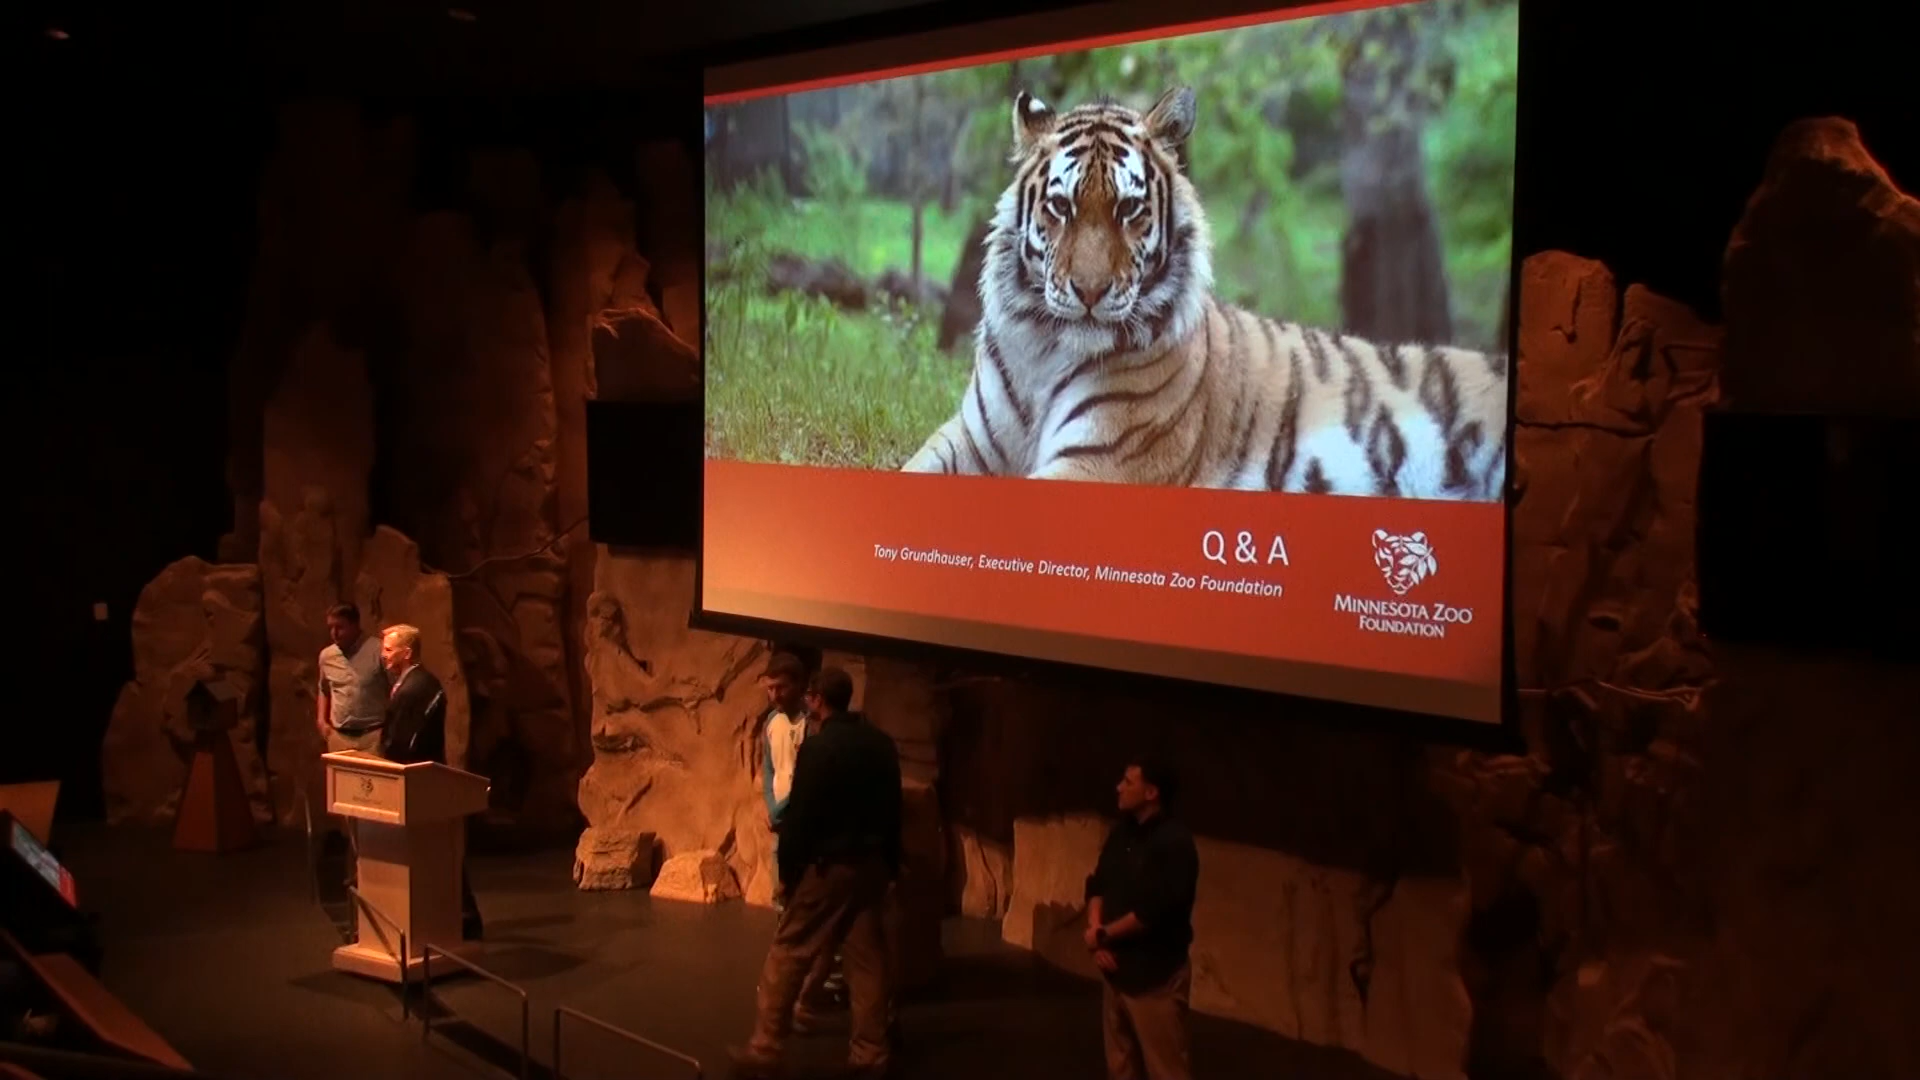 Q & A
Tony Grundhauser, Executive Director, Minnesota Zoo Foundation
MINNESOTA ZOO
FOUNDATION